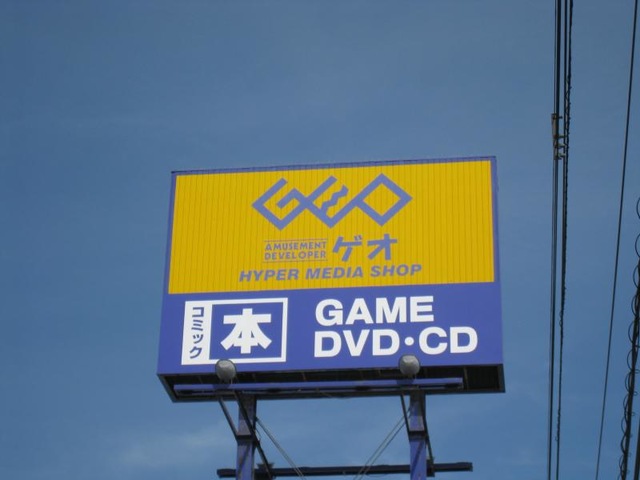 GEO
AMUSEMENT
DEVELOPER
ゲオ
HYPER MEDIA SHOP
コミック
本
GAME
DVD・CD